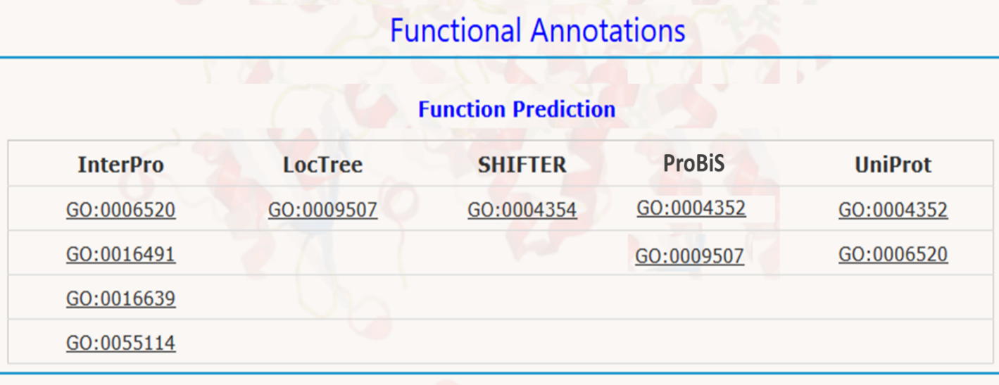 Functional Annotations
Function Prediction
InterPro LocTree SHIFTER ProBiS UniProt
GO:0006520 GO:0009507 GO:0004354 GO:0004352 GO:0004352
GO:0016491 GO:0009507 GO:0006520
GO:0016639
GO:0055114